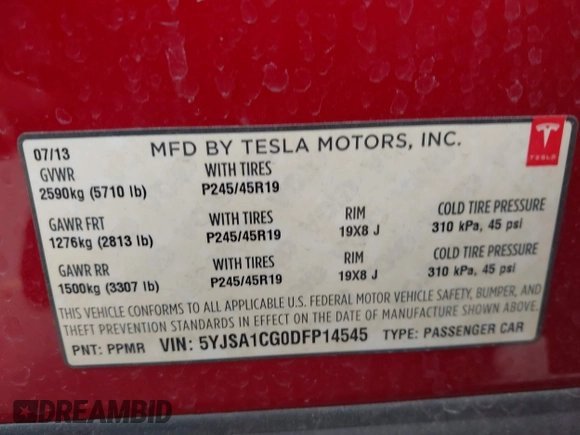 07/13 MFD BY TESLA MOTORS, INC.
TESLA
GVWR WITH TIRES
2590kg (5710 lb) P245/45R19
GAWR FRT WITH TIRES RIM COLD TIRE PRESSURE
1276kg (2813 lb) P245/45R19 19X8 J 310 kPa, 45 psi
GAWR RR WITH TIRES RIM COLD TIRE PRESSURE
1500kg (3307 lb) P245/45R19 19X8 J 310 kPa, 45 psi
THIS VEHICLE CONFORMS TO ALL APPLICABLE U.S. FEDERAL MOTOR VEHICLE SAFETY, BUMPER, AND
THEFT PREVENTION STANDARDS IN EFFECT ON THE DATE OF MANUFACTURE SHOWN ABOVE.
PNT: PPMR VIN: 5YJSA1CG0DFP14545 TYPE: PASSENGER CAR
DREAMBID